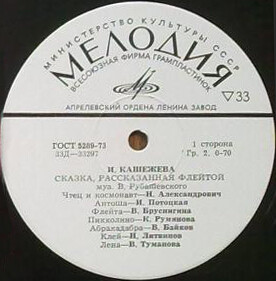 МИНИСТЕРСТВО КУЛЬТУРЫ СССР
МЕЛОДИЯ
ВСЕСОЮЗНАЯ ФИРМА ГРАМПЛАСТИНОК
АПРЕЛЕВСКИЙ ОРДЕНА ЛЕНИНА ЗАВОД
▽33
ГОСТ 5289-73
33Д—33297
1 сторона
Гр. 2. 0-70
И. КАШЕЖЕВА
СКАЗКА, РАССКАЗАННАЯ ФЛЕЙТОЙ
муз. В. Рубашевского
Чтец и космонавт—И. Александрович
Антоша—И. Потоцкая
Флейта—В. Брусингина
Пикколино—К. Румянова
Абракадабра—В. Байков
Клей—И. Литвинов
Лена—В. Туманова